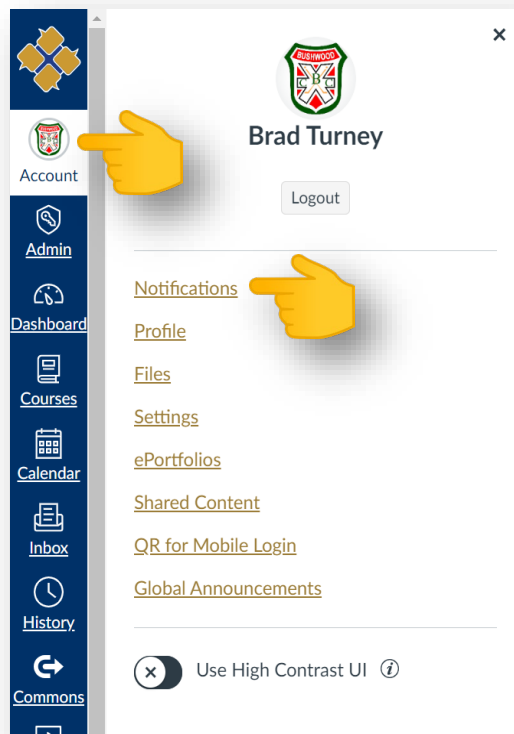 Account
Admin
Dashboard
Courses
Calendar
Inbox
History
Commons
BUSHWOOD
C B C
Brad Turney
Logout
Notifications
Profile
Files
Settings
ePortfolios
Shared Content
QR for Mobile Login
Global Announcements
Use High Contrast UI